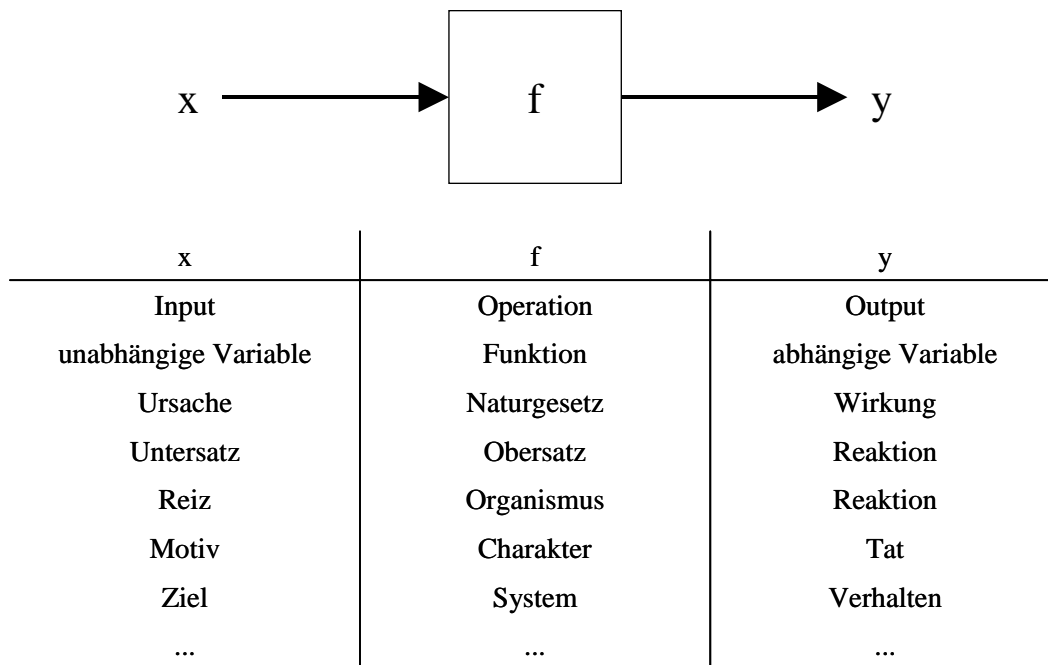 x f y
x f y
Input Operation Output
unabhängige Variable Funktion abhängige Variable
Ursache Naturgesetz Wirkung
Untersatz Obersatz Reaktion
Reiz Organismus Reaktion
Motiv Charakter Tat
Ziel System Verhalten
... ... ...